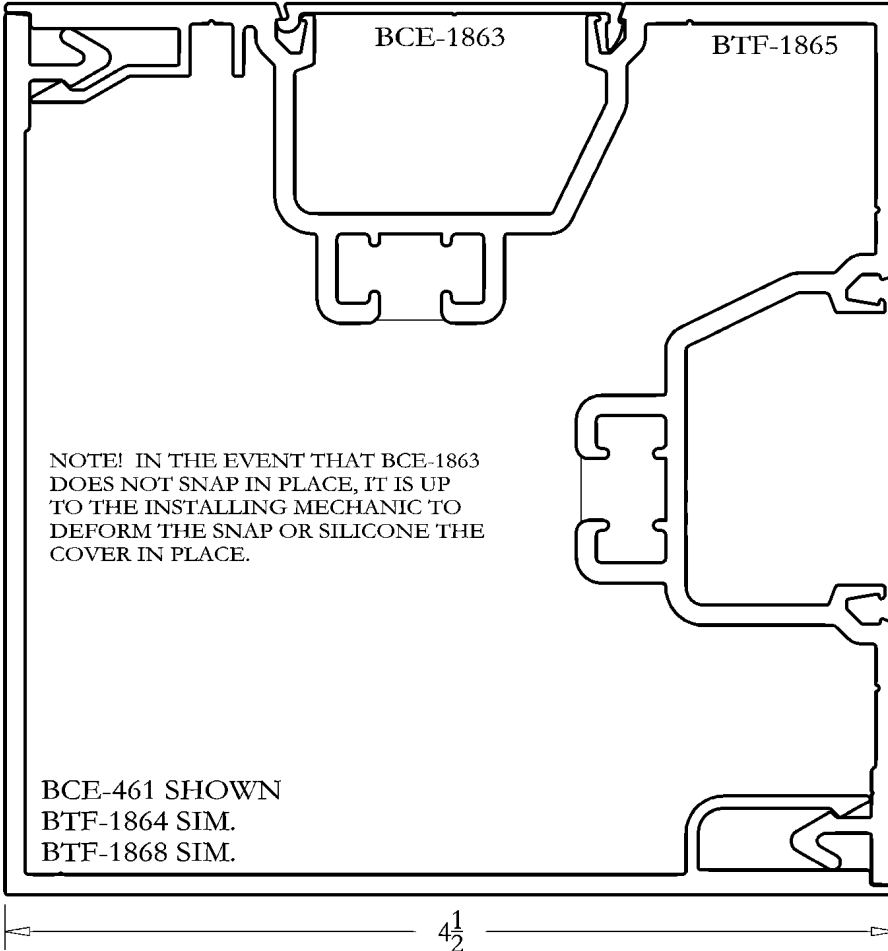 BCE-1863
BTF-1865
NOTE! IN THE EVENT THAT BCE-1863
DOES NOT SNAP IN PLACE, IT IS UP
TO THE INSTALLING MECHANIC TO
DEFORM THE SNAP OR SILICONE THE
COVER IN PLACE.
BCE-461 SHOWN
BTF-1864 SIM.
BTF-1868 SIM.
4 1/2